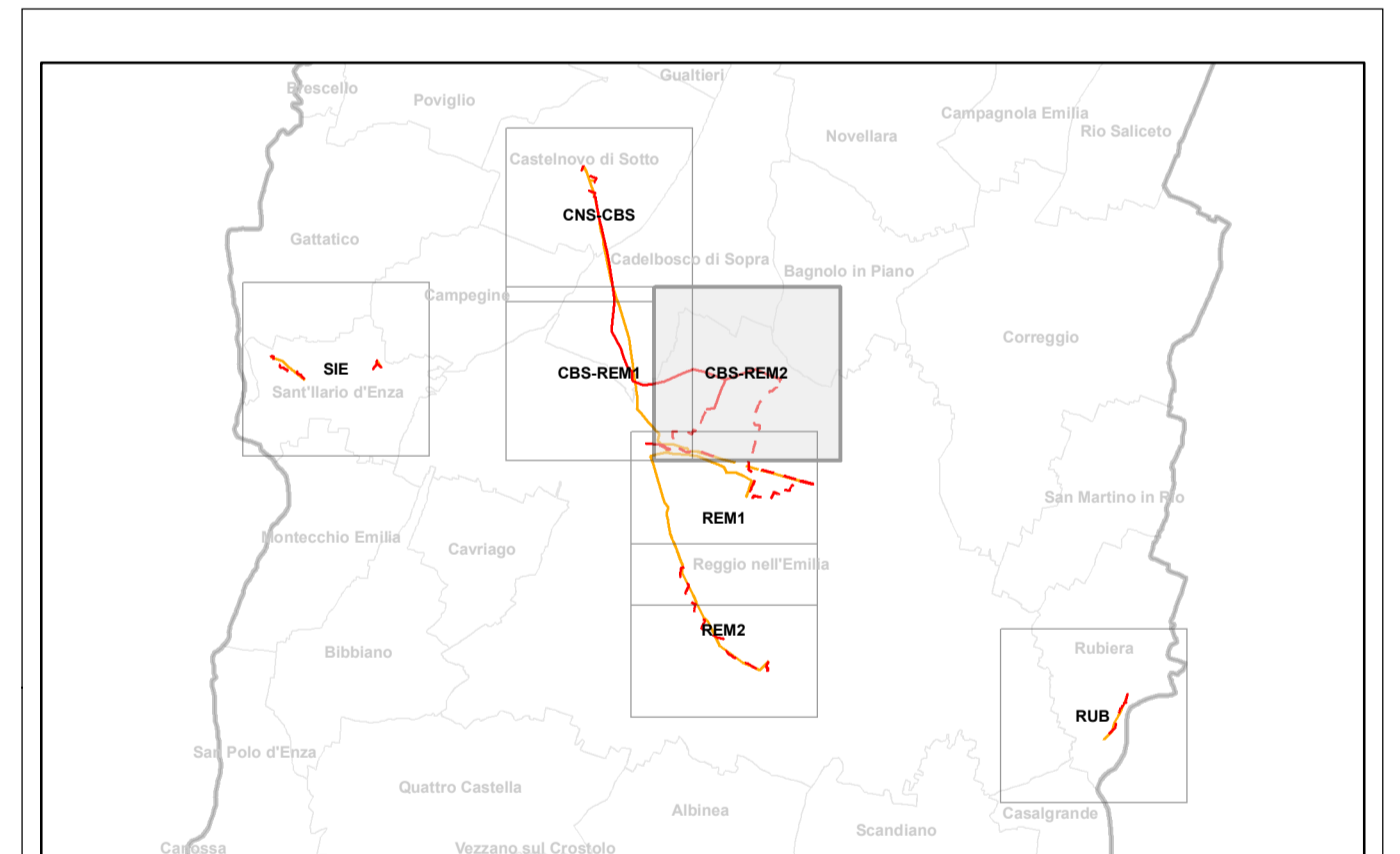 Gualtieri
Brescello
Poviglio
Campagnola Emilia
Novellara
Rio Saliceto
Castelnovo di Sotto
CNS-CBS
Gattatico
Cadelbosco di Sopra
Bagnolo in Piano
Campegine
Correggio
SIE
CBS-REM1
CBS-REM2
Sant'Ilario d'Enza
San Martino in Rio
REM1
Montecchio Emilia
Cavriago
Reggio nell'Emilia
REM2
Bibbiano
Rubiera
RUB
San Polo d'Enza
Quattro Castella
Albinea
Casalgrande
Scandiano
Canossa
Vezzano sul Crostolo